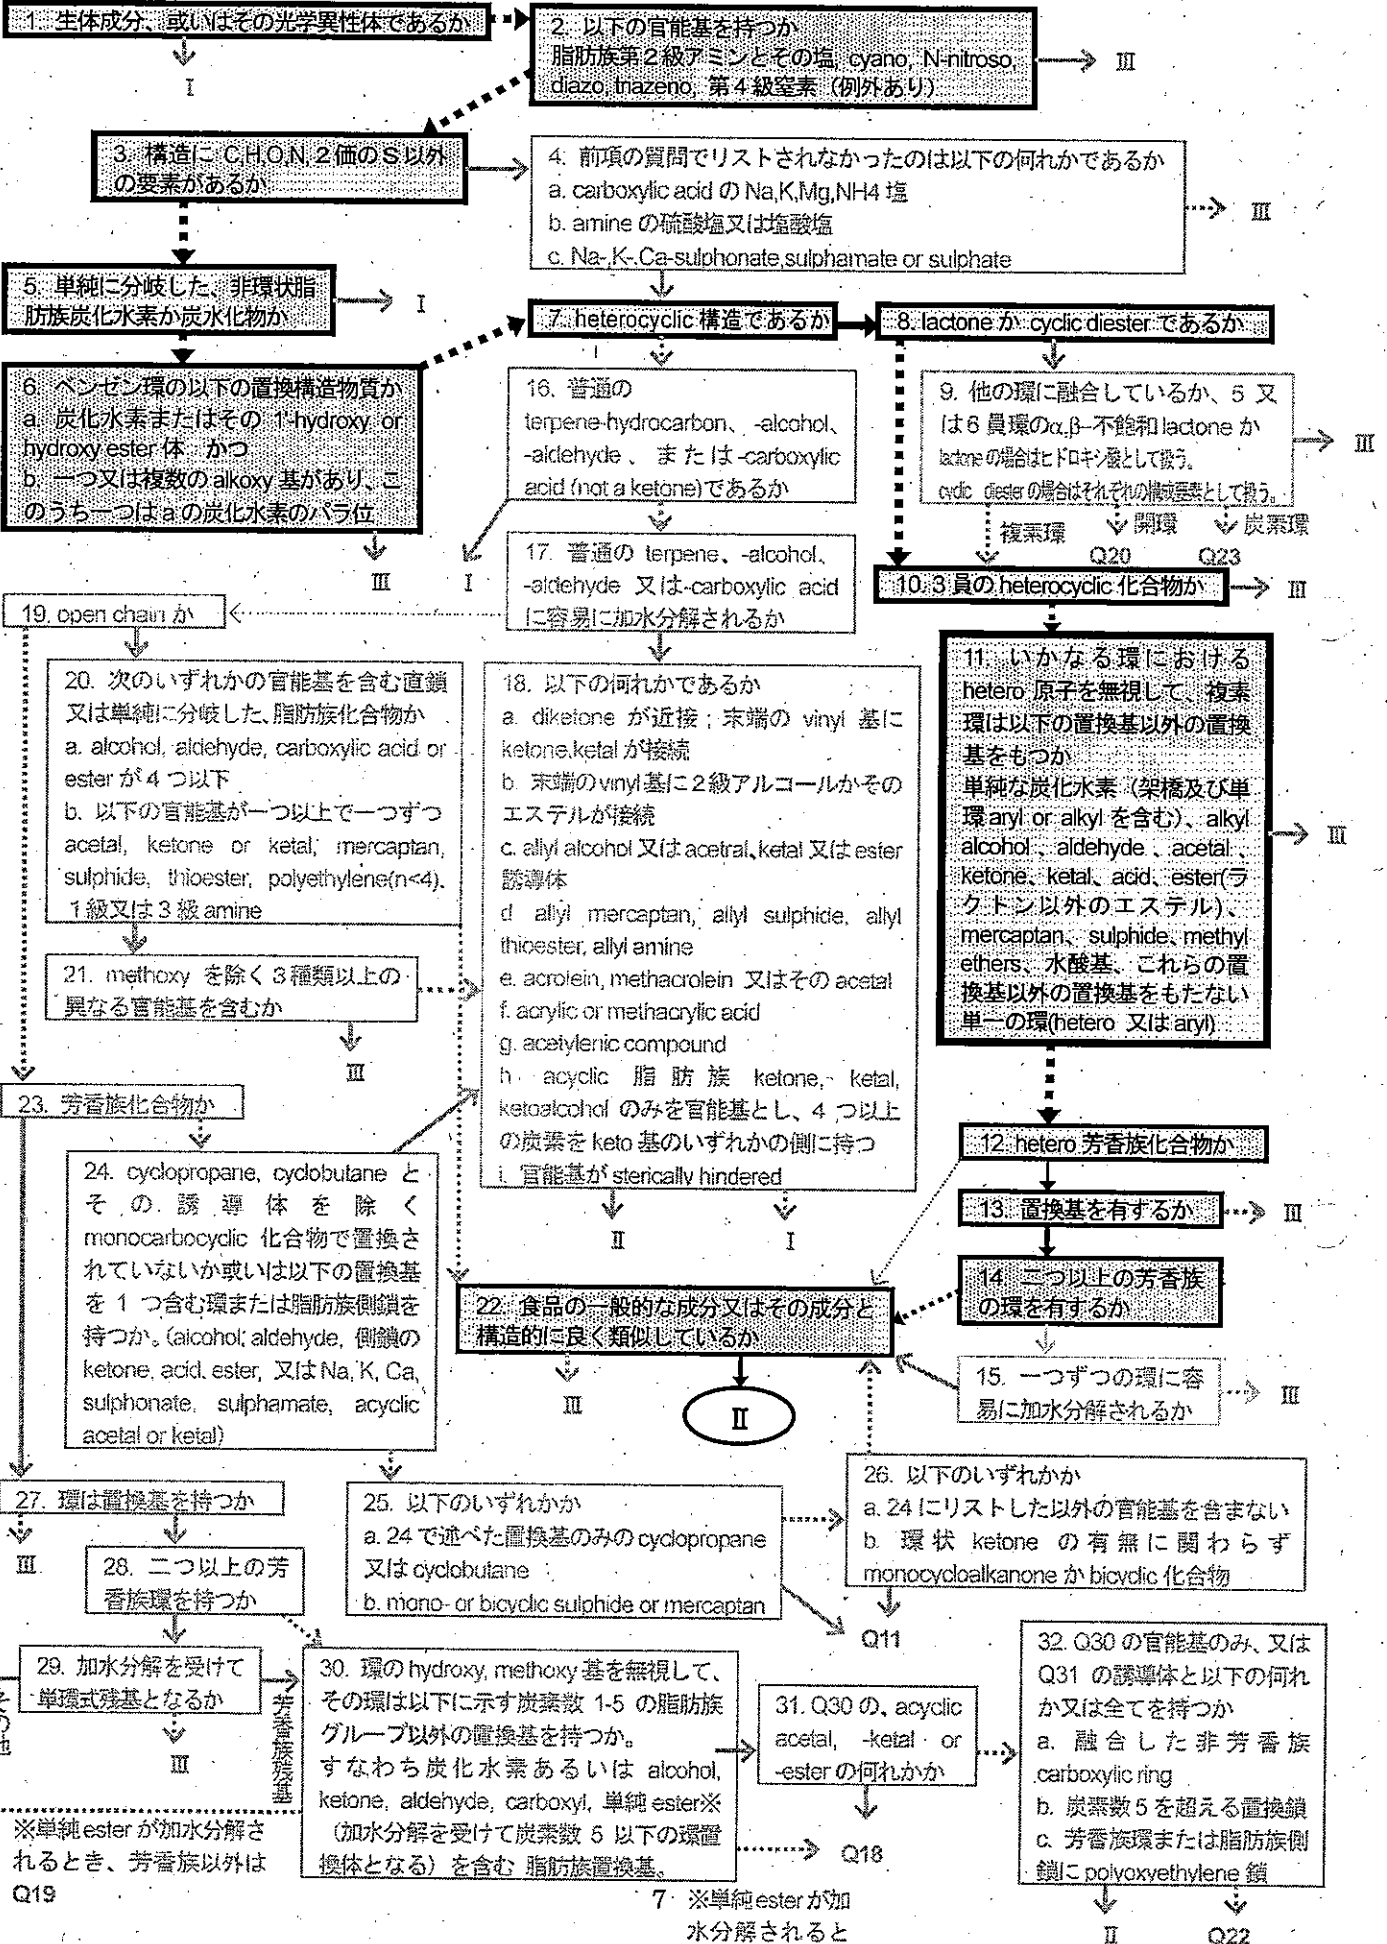 1. 生体成分、或いはその光学異性体であるか
I
2. 以下の官能基を持つか
脂肪族第2級アミンとその塩, cyano, N-nitroso,
diazo, triazeno, 第4級窒素（例外あり）
III
3. 構造に C,H,O,N,2価のS以外
の要素があるか
4. 前項の質問でリストされなかったのは以下の何れかであるか
a. carboxylic acid の Na,K,Mg,NH4 塩
b. amine の硫酸塩又は塩酸塩
c. Na-,K-,Ca-sulphonate,sulphamate or sulphate
III
5. 単純に分岐した、非環状脂
肪族炭化水素か炭水化物か
I
6. ベンゼン環の以下の置換構造物質か
a. 炭化水素またはその 1'-hydroxy or
hydroxy ester 体 かつ
b. 一つ又は複数の alkoxy 基があり、こ
のうち一つは a の炭化水素のパラ位
III
7. heterocyclic 構造であるか
8. lactone か cyclic diester であるか
9. 他の環に融合しているか、5 又
は6 員環のα,β-不飽和 lactone か
lactone の場合はヒドロキシ酸として扱う。
cyclic diester の場合はそれぞれの構成要素として扱う。
III
複素環
開環
炭素環
Q20
Q23
10. 3 員の heterocyclic 化合物か
III
16. 普通の
terpene-hydrocarbon、-alcohol、
-aldehyde 、または-carboxylic
acid (not a ketone)であるか
I
17. 普通の terpene、-alcohol、
-aldehyde 又は-carboxylic acid
に容易に加水分解されるか
19. open chain か
20. 次のいずれかの官能基を含む直鎖
又は単純に分岐した、脂肪族化合物か
a. alcohol, aldehyde, carboxylic acid or
ester が 4 つ以下
b. 以下の官能基が一つ以上で一つずつ
acetal, ketone or ketal, mercaptan,
sulphide, thioester, polyethylene(n<4),
1級又は3級 amine
21. methoxy を除く 3 種類以上の
異なる官能基を含むか
III
18. 以下の何れかであるか
a. diketone が近接；末端の vinyl 基に
ketone,ketal が接続
b. 末端の vinyl 基に 2 級アルコールかその
エステルが接続
c. allyl alcohol 又は acetral、ketal 又は ester
誘導体
d allyl mercaptan, allyl sulphide, allyl
thioester, allyl amine
e. acrolein, methacrolein 又はその acetal
f. acrylic or methacrylic acid
g. acetylenic compound
h. acyclic 脂肪族 ketone, ketal,
ketoalcohol のみを官能基とし、4 つ以上
の炭素を keto 基のいずれかの側に持つ
i. 官能基が sterically hindered
II
I
11. いかなる環における
hetero 原子を無視して、複素
環は以下の置換基以外の置換
基をもつか
単純な炭化水素（架橋及び単
環 aryl or alkyl を含む）、alkyl
alcohol 、aldehyde 、acetal 、
ketone、ketal、acid、ester(ラ
クトン以外のエステル)、
mercaptan、sulphide、methyl
ethers、水酸基、これらの置
換基以外の置換基をもたない
単一の環(hetero 又は aryl)
III
12. hetero 芳香族化合物か
13. 置換基を有するか
III
14. 二つ以上の芳香族
の環を有するか
15. 一つずつの環に容
易に加水分解されるか
III
22. 食品の一般的な成分又はその成分と
構造的に良く類似しているか
III
II
23. 芳香族化合物か
24. cyclopropane, cyclobutane と
その誘導体を除く
monocarbocyclic 化合物で置換さ
れていないか或いは以下の置換基
を 1 つ含む環または脂肪族側鎖を
持つか。(alcohol, aldehyde, 側鎖の
ketone, acid, ester, 又は Na, K, Ca,
sulphonate, sulphamate, acyclic
acetal or ketal)
25. 以下のいずれかか
a. 24 で述べた置換基のみの cyclopropane
又は cyclobutane
b. mono- or bicyclic sulphide or mercaptan
26. 以下のいずれかか
a. 24 にリストした以外の官能基を含まない
b. 環状 ketone の有無に関わらず
monocycloalkanone か bicyclic 化合物
Q11
27. 環は置換基を持つか
III
28. 二つ以上の芳
香族環を持つか
29. 加水分解を受けて
単環式残基となるか
III
その他
芳香族残基
※単純 ester が加水分解さ
れるとき、芳香族以外は
Q19
30. 環の hydroxy, methoxy 基を無視して、
その環は以下に示す炭素数 1-5 の脂肪族
グループ以外の置換基を持つか。
すなわち炭化水素あるいは alcohol,
ketone, aldehyde, carboxyl, 単純 ester※
（加水分解を受けて炭素数 5 以下の環置
換体となる）を含む 脂肪族置換基。
31. Q30 の、acyclic
acetal, -ketal or
-ester の何れかか
Q18
32. Q30 の官能基のみ、又は
Q31 の誘導体と以下の何れ
か又は全てを持つか
a. 融合した非芳香族
carboxylic ring
b. 炭素数 5 を超える置換鎖
c. 芳香族環または脂肪族側
鎖に polyoxyethylene 鎖
II
Q22
7 ※単純 ester が加
水分解されると